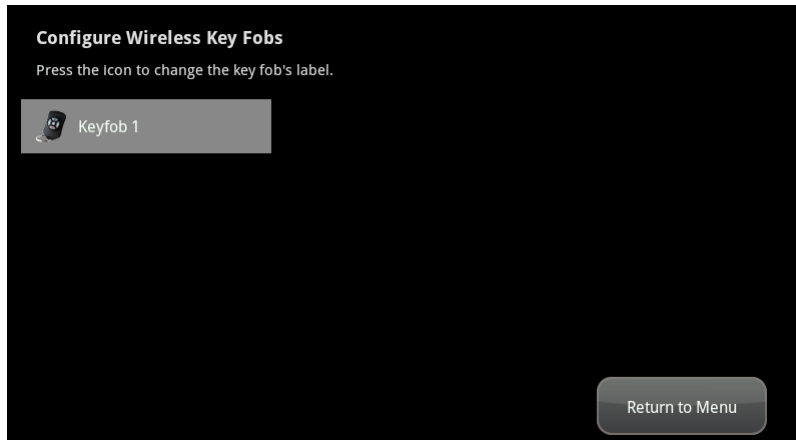 Configure Wireless Key Fobs
Press the icon to change the key fob's label.
Keyfob 1
Return to Menu